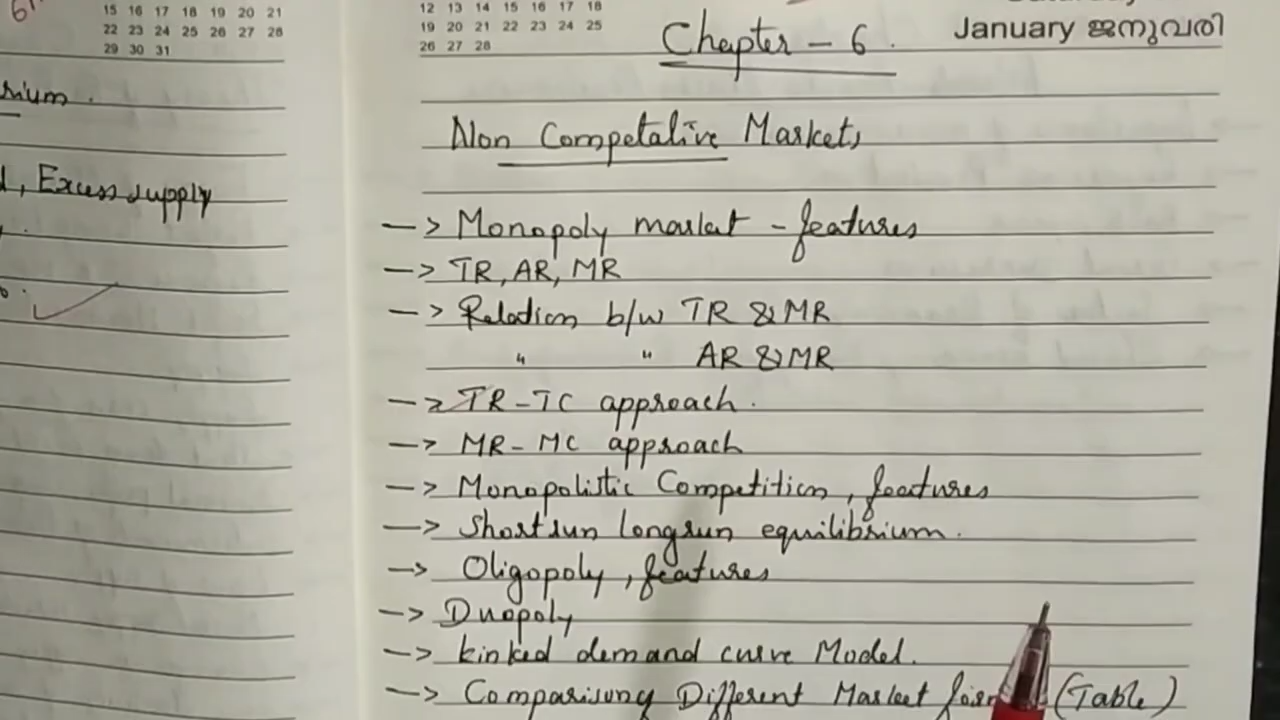 15 16 17 18 19 20 21
22 23 24 25 26 27 28
29 30 31
rium.
, Excess supply
12 13 14 15 16 17 18
19 20 21 22 23 24 25
26 27 28
January ജനുവരി
Chapter - 6.
Non Competative Markets
-> Monopoly market - features
-> TR, AR, MR
-> Relation b/w TR & MR
" " AR & MR
-> TR-TC approach.
-> MR-MC approach
-> Monopolistic Competition, features
-> Short run long run equilibrium.
-> Oligopoly, features
-> Duopoly
-> kinked demand curve Model.
-> Comparisung Different Market (Table)